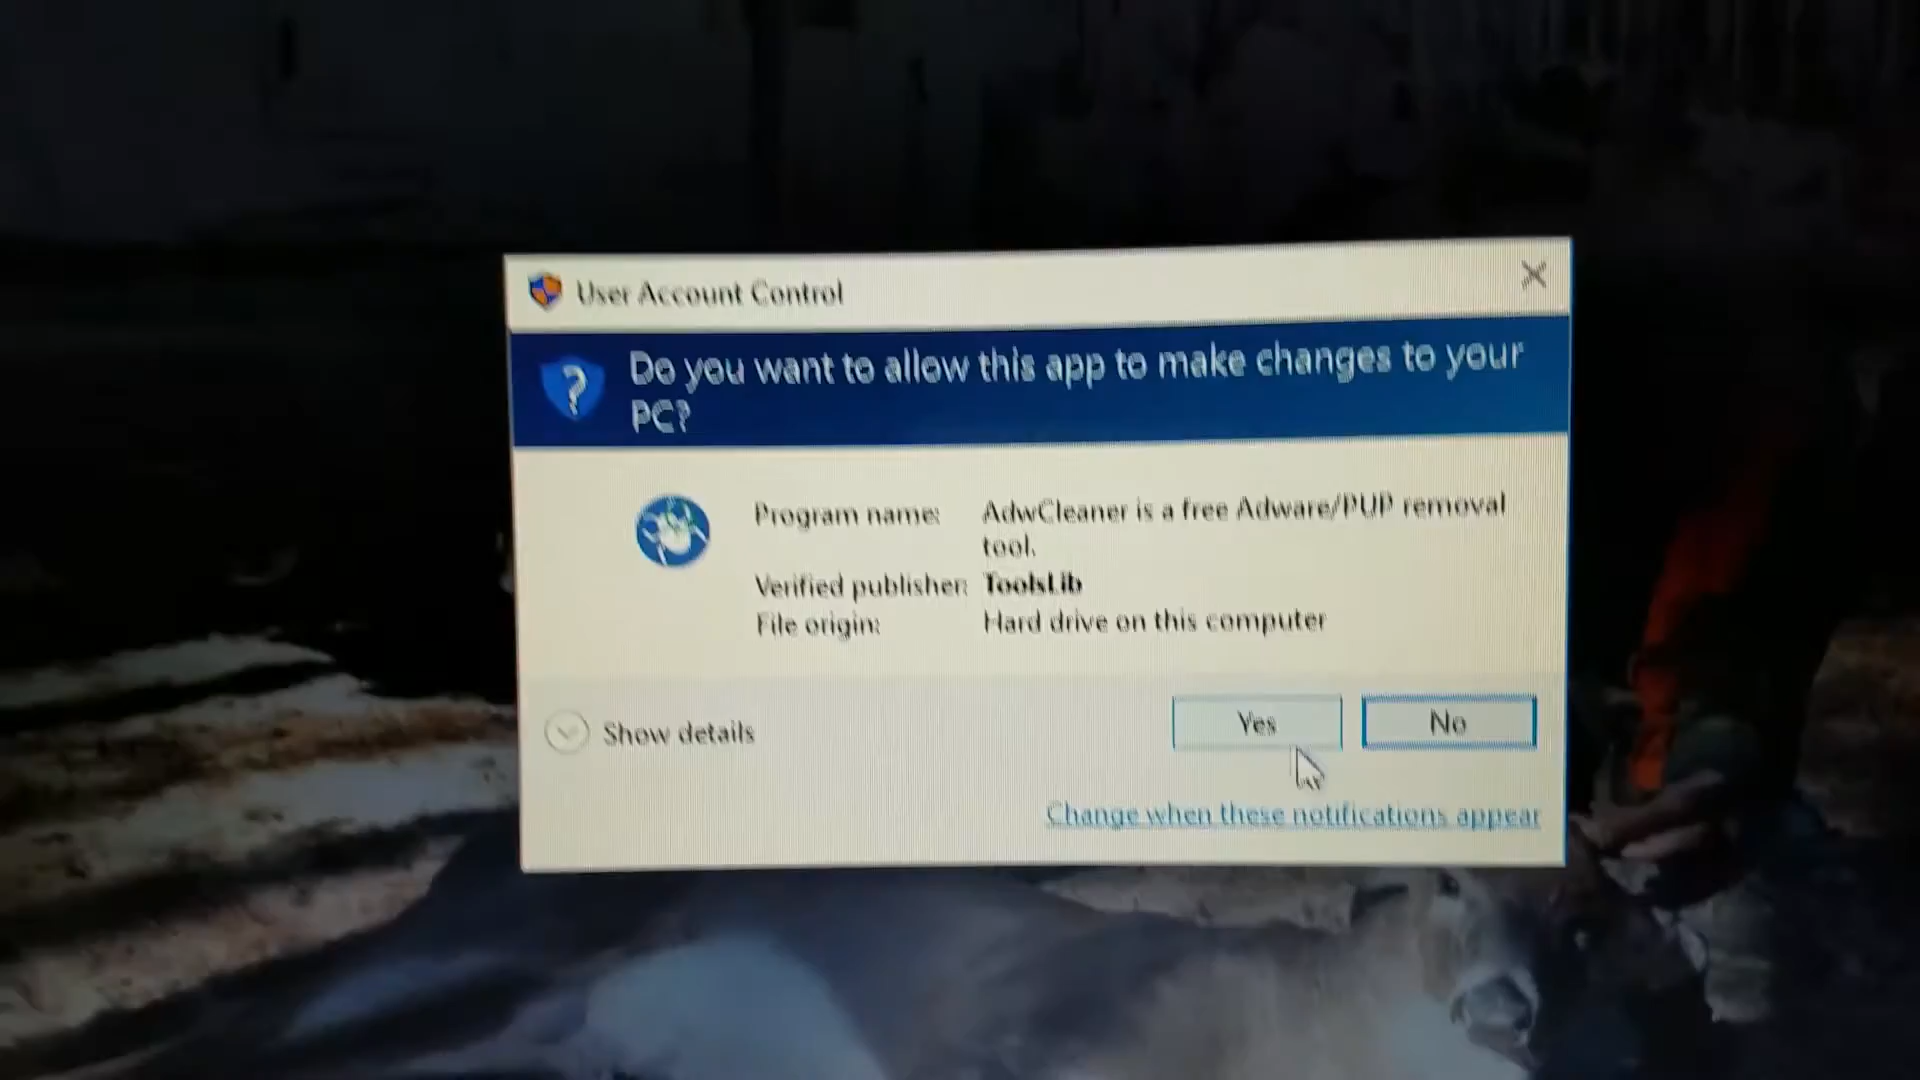 User Account Control
Do you want to allow this app to make changes to your
PC?
Program name: AdwCleaner is a free Adware/PUP removal
tool.
Verified publisher: ToolsLib
File origin: Hard drive on this computer
Show details
Yes No
Change when these notifications appear